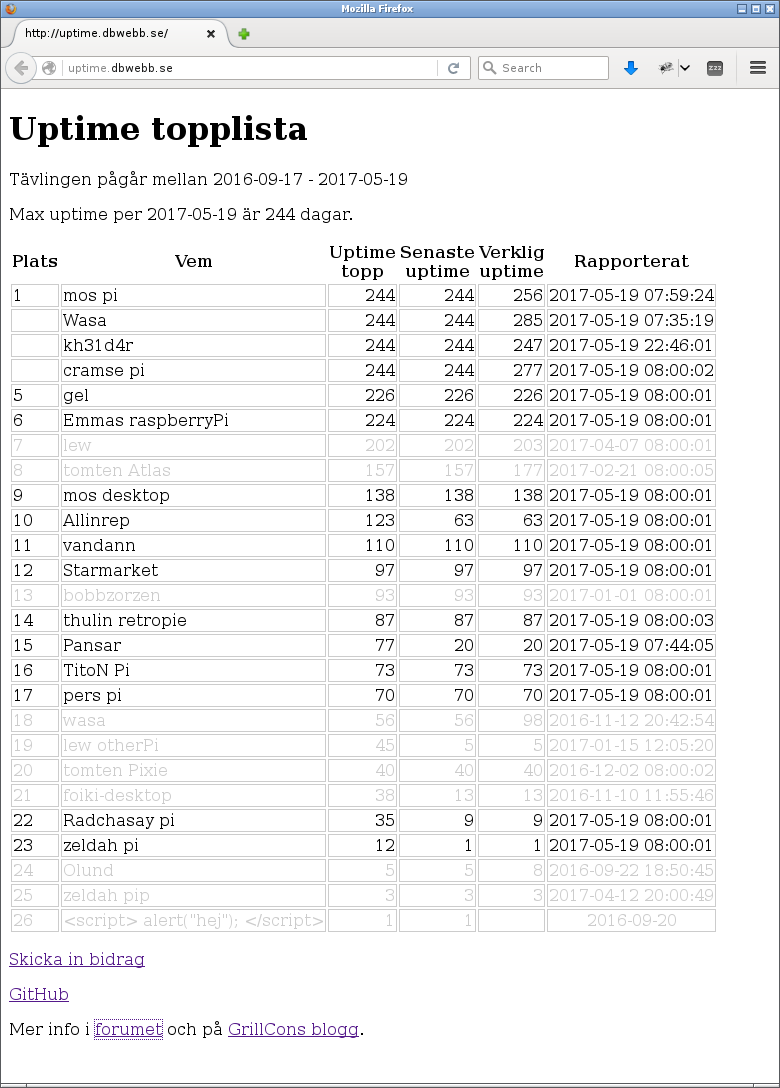 Mozilla Firefox
http://uptime.dbwebb.se/
uptime.dbwebb.se
Search
zzz
Uptime topplista
Tävlingen pågår mellan 2016-09-17 - 2017-05-19
Max uptime per 2017-05-19 är 244 dagar.
Plats Vem Uptime topp Senaste uptime Verklig uptime Rapporterat
1 mos pi 244 244 256 2017-05-19 07:59:24
Wasa 244 244 285 2017-05-19 07:35:19
kh31d4r 244 244 247 2017-05-19 22:46:01
cramse pi 244 244 277 2017-05-19 08:00:02
5 gel 226 226 226 2017-05-19 08:00:01
6 Emmas raspberryPi 224 224 224 2017-05-19 08:00:01
7 lew 202 202 203 2017-04-07 08:00:01
8 tomten Atlas 157 157 177 2017-02-21 08:00:05
9 mos desktop 138 138 138 2017-05-19 08:00:01
10 Allinrep 123 63 63 2017-05-19 08:00:01
11 vandann 110 110 110 2017-05-19 08:00:01
12 Starmarket 97 97 97 2017-05-19 08:00:01
13 bobbzorzen 93 93 93 2017-01-01 08:00:01
14 thulin retropie 87 87 87 2017-05-19 08:00:03
15 Pansar 77 20 20 2017-05-19 07:44:05
16 TitoN Pi 73 73 73 2017-05-19 08:00:01
17 pers pi 70 70 70 2017-05-19 08:00:01
18 wasa 56 56 98 2016-11-12 20:42:54
19 lew otherPi 45 5 5 2017-01-15 12:05:20
20 tomten Pixie 40 40 40 2016-12-02 08:00:02
21 foiki-desktop 38 13 13 2016-11-10 11:55:46
22 Radchasay pi 35 9 9 2017-05-19 08:00:01
23 zeldah pi 12 1 1 2017-05-19 08:00:01
24 Olund 5 5 8 2016-09-22 18:50:45
25 zeldah pip 3 3 3 2017-04-12 20:00:49
26 <script> alert("hej"); </script> 1 1 2016-09-20
Skicka in bidrag
GitHub
Mer info i forumet och på GrillCons blogg.